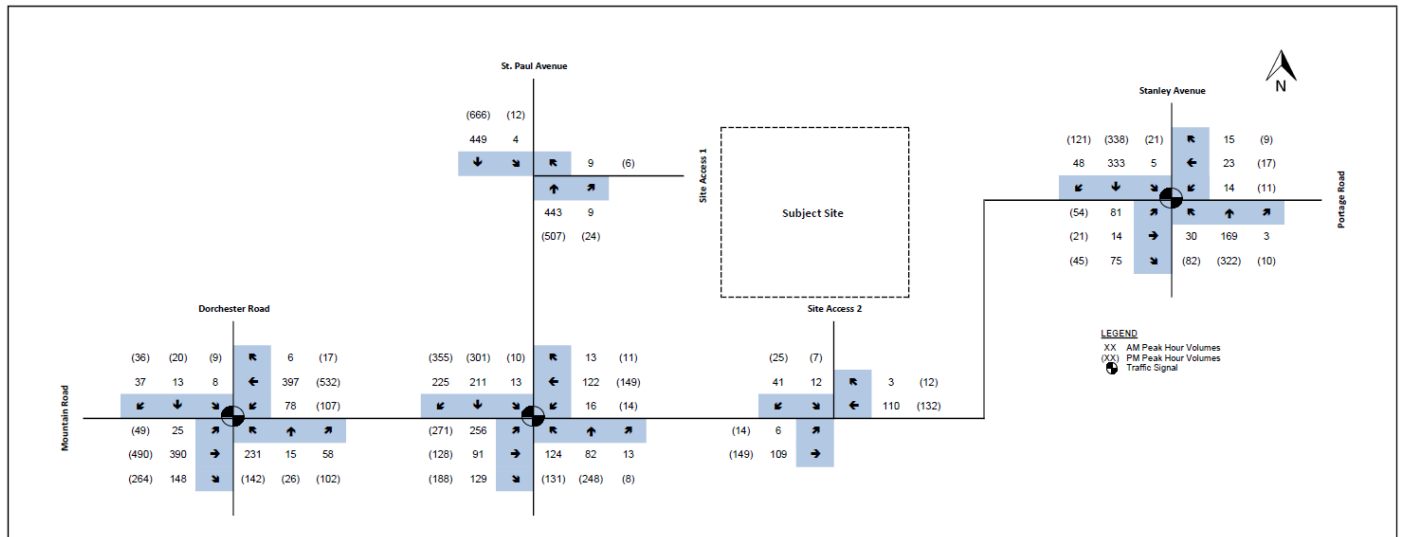 St. Paul Avenue
(666) (12)
449 4
9 (6)
443 9
(507) (24)
Site Access 1
Subject Site
N
Stanley Avenue
(121) (338) (21) 15 (9)
48 333 5 23 (17)
14 (11)
(54) 81
(21) 14 30 169 3
(45) 75 (82) (322) (10)
Portage Road
LEGEND
XX AM Peak Hour Volumes
(XX) PM Peak Hour Volumes
Traffic Signal
Dorchester Road
(36) (20) (9) 6 (17)
37 13 8 397 (532)
78 (107)
(49) 25
(490) 390 231 15 58
(264) 148 (142) (26) (102)
Mountain Road
(355) (301) (10) 13 (11)
225 211 13 122 (149)
16 (14)
(271) 256
(128) 91 124 82 13
(188) 129 (131) (248) (8)
Site Access 2
(25) (7)
41 12 3 (12)
110 (132)
(14) 6
(149) 109